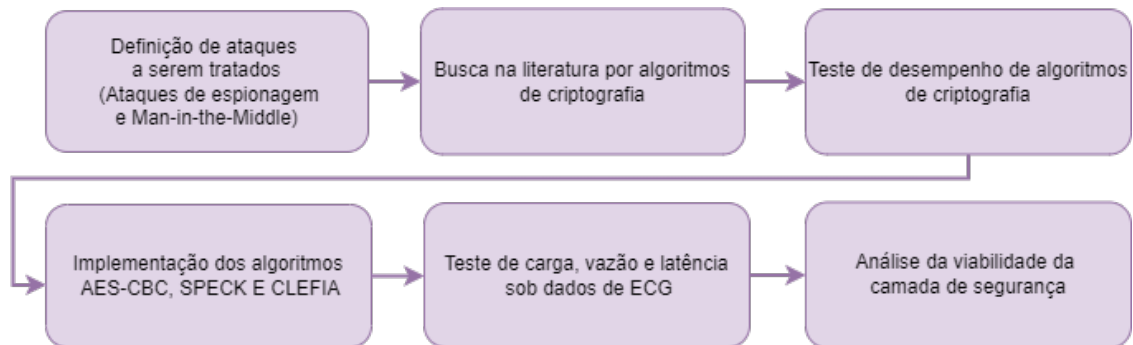 Definição de ataques
a serem tratados
(Ataques de espionagem
e Man-in-the-Middle)
Busca na literatura por algoritmos
de criptografia
Teste de desempenho de algoritmos
de criptografia
Implementação dos algoritmos
AES-CBC, SPECK E CLEFIA
Teste de carga, vazão e latência
sob dados de ECG
Análise da viabilidade da
camada de segurança